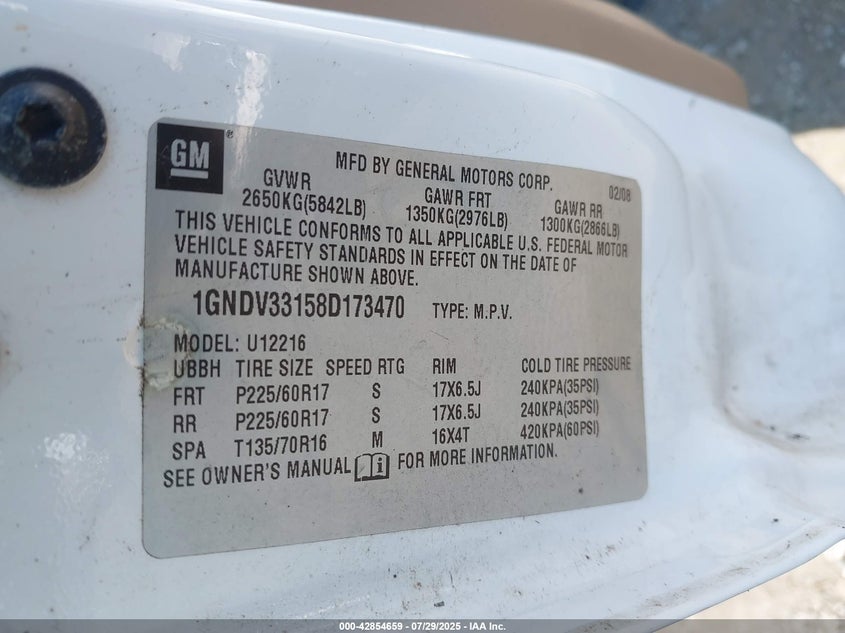 GM ®
MFD BY GENERAL MOTORS CORP. 02/08
GVWR GAWR FRT GAWR RR
2650KG(5842LB) 1350KG(2976LB) 1300KG(2866LB)
THIS VEHICLE CONFORMS TO ALL APPLICABLE U.S. FEDERAL MOTOR
VEHICLE SAFETY STANDARDS IN EFFECT ON THE DATE OF
MANUFACTURE SHOWN ABOVE.
1GNDV33158D173470 TYPE: M.P.V.
MODEL: U12216
UBBH TIRE SIZE SPEED RTG RIM COLD TIRE PRESSURE
FRT P225/60R17 S 17X6.5J 240KPA(35PSI)
RR P225/60R17 S 17X6.5J 240KPA(35PSI)
SPA T135/70R16 M 16X4T 420KPA(60PSI)
SEE OWNER'S MANUAL i FOR MORE INFORMATION.
000-42854659 - 07/29/2025 - IAA Inc.